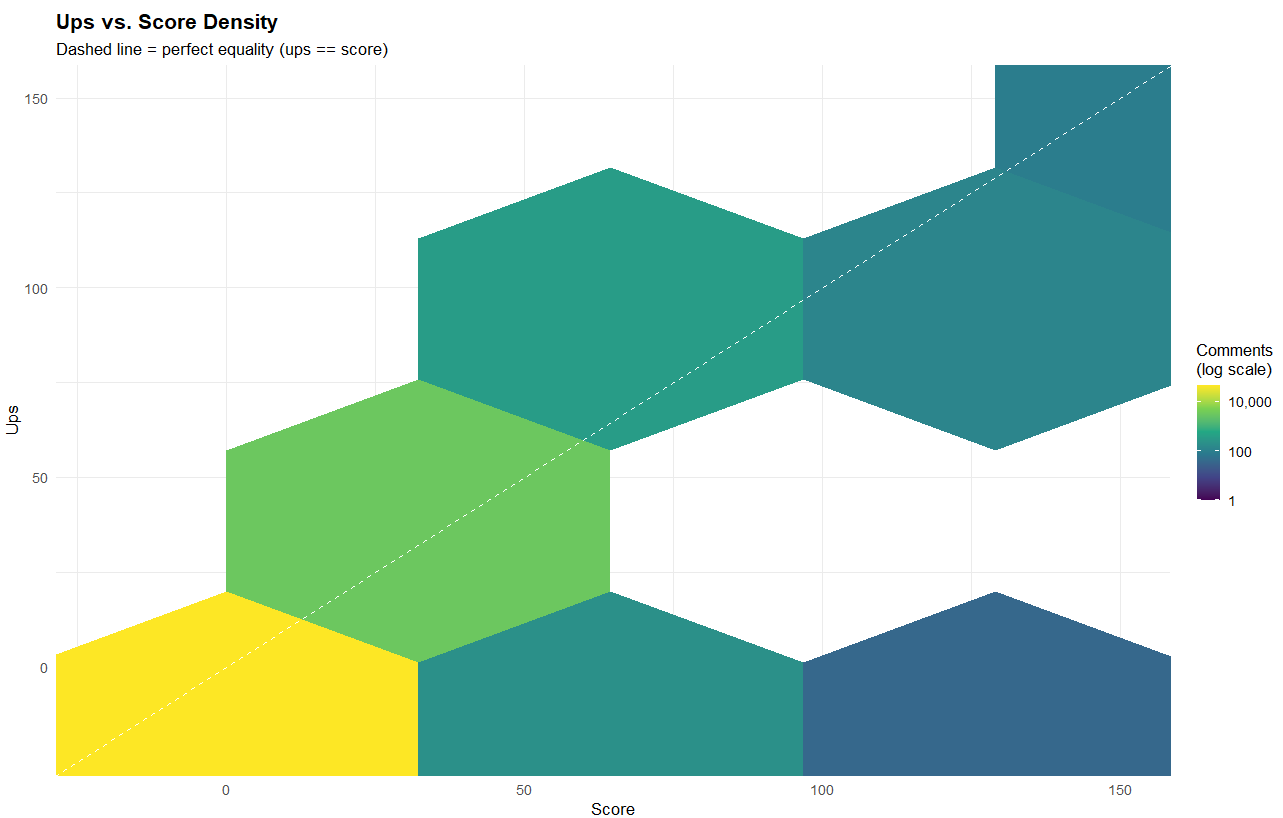 Ups vs. Score Density
Dashed line = perfect equality (ups == score)
150
100
50
0
Ups
0
50
100
150
Score
Comments
(log scale)
10,000
100
1